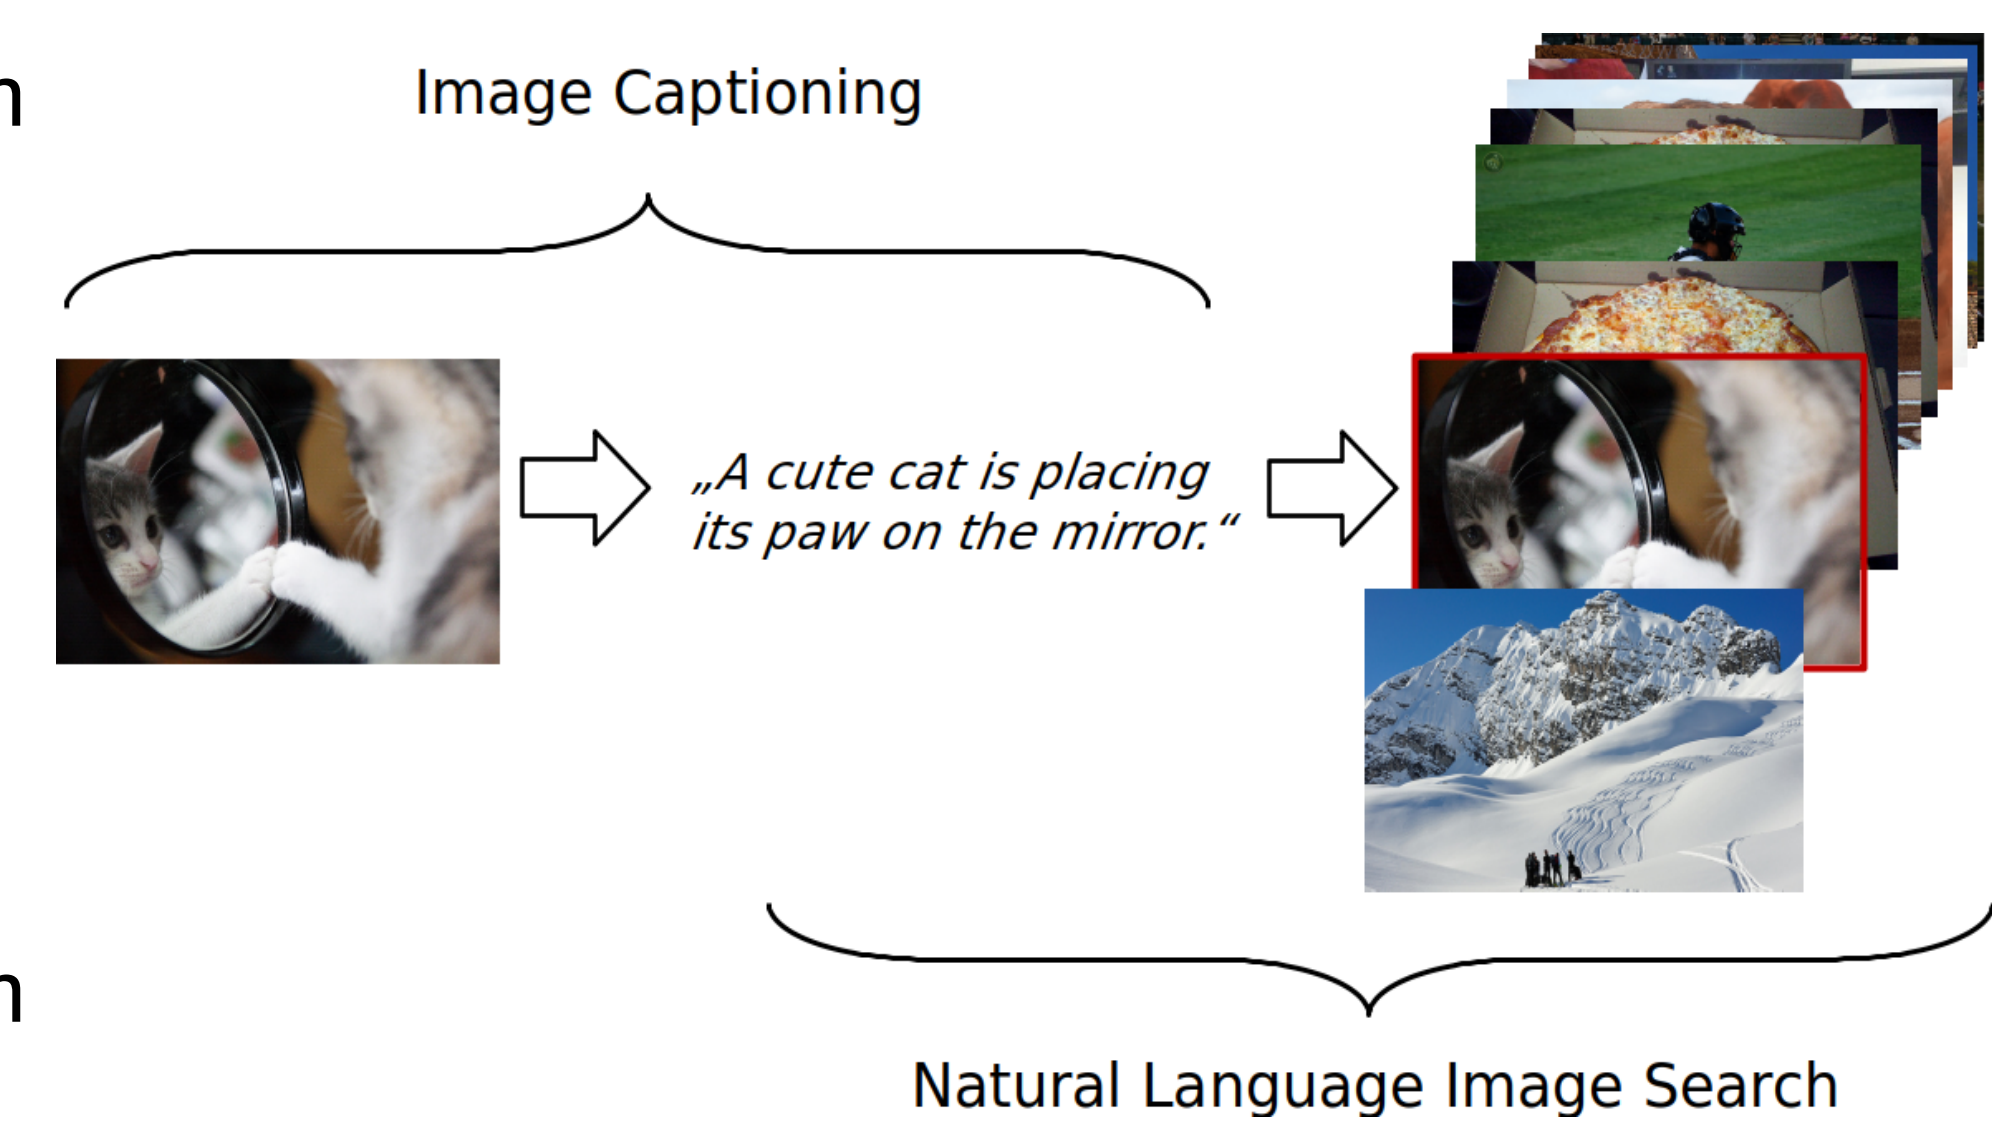 n
Image Captioning
„A cute cat is placing
its paw on the mirror.“
n
Natural Language Image Search